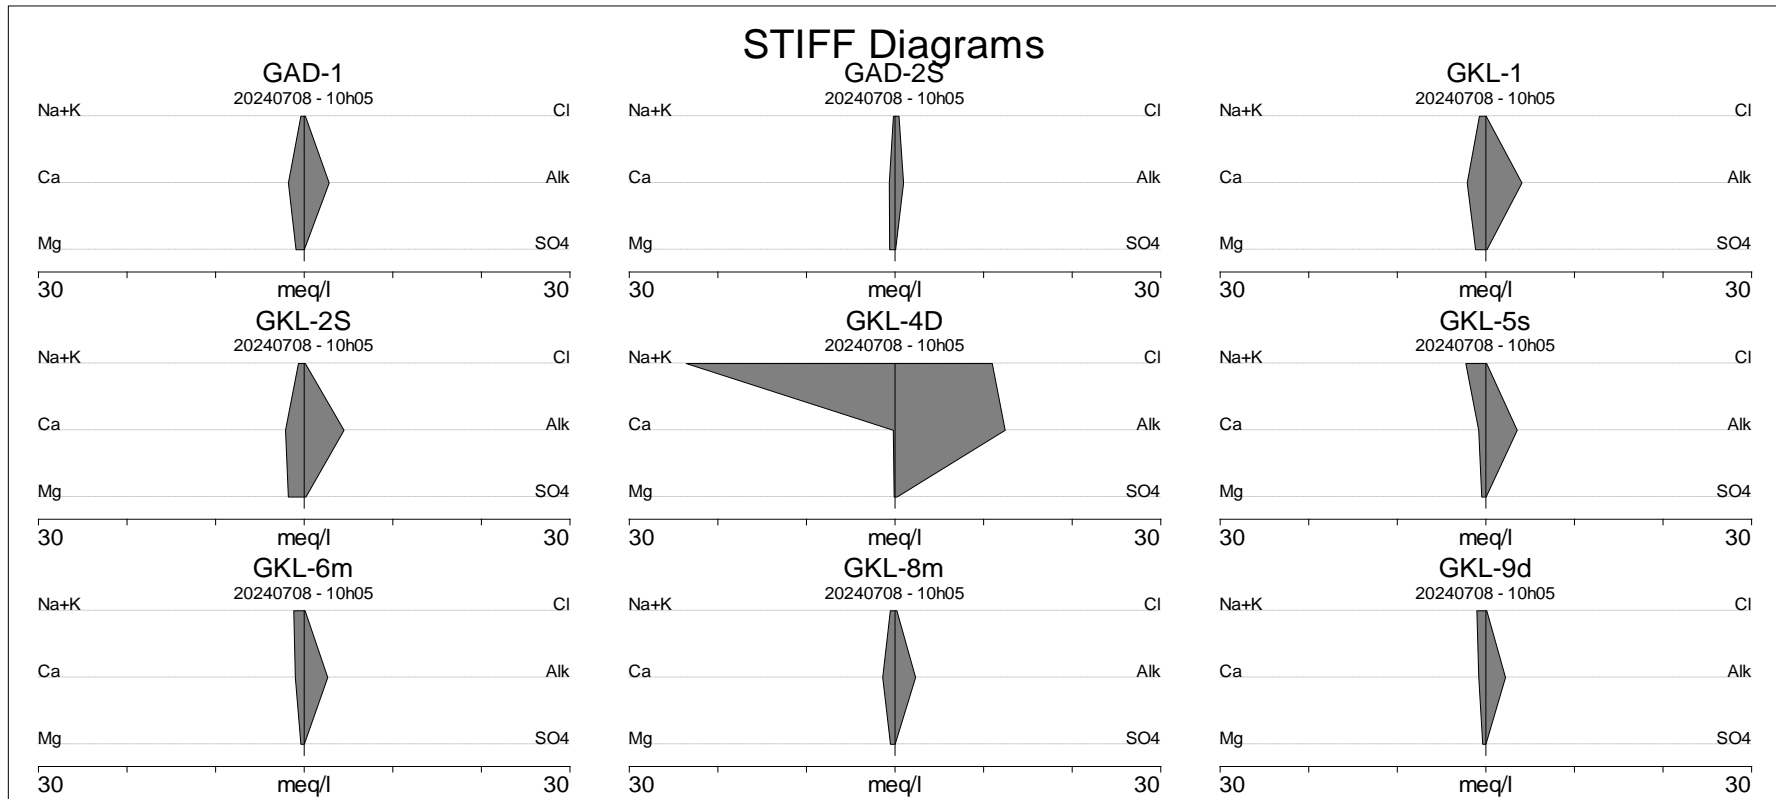 STIFF Diagrams
GAD-1 GAD-2S GKL-1
20240708 - 10h05 20240708 - 10h05 20240708 - 10h05
Na+K Cl Na+K Cl Na+K Cl
Ca Alk Ca Alk Ca Alk
Mg SO4 Mg SO4 Mg SO4
30 meq/l 30 30 meq/l 30 30 meq/l 30
GKL-2S GKL-4D GKL-5s
20240708 - 10h05 20240708 - 10h05 20240708 - 10h05
Na+K Cl Na+K Cl Na+K Cl
Ca Alk Ca Alk Ca Alk
Mg SO4 Mg SO4 Mg SO4
30 meq/l 30 30 meq/l 30 30 meq/l 30
GKL-6m GKL-8m GKL-9d
20240708 - 10h05 20240708 - 10h05 20240708 - 10h05
Na+K Cl Na+K Cl Na+K Cl
Ca Alk Ca Alk Ca Alk
Mg SO4 Mg SO4 Mg SO4
30 meq/l 30 30 meq/l 30 30 meq/l 30